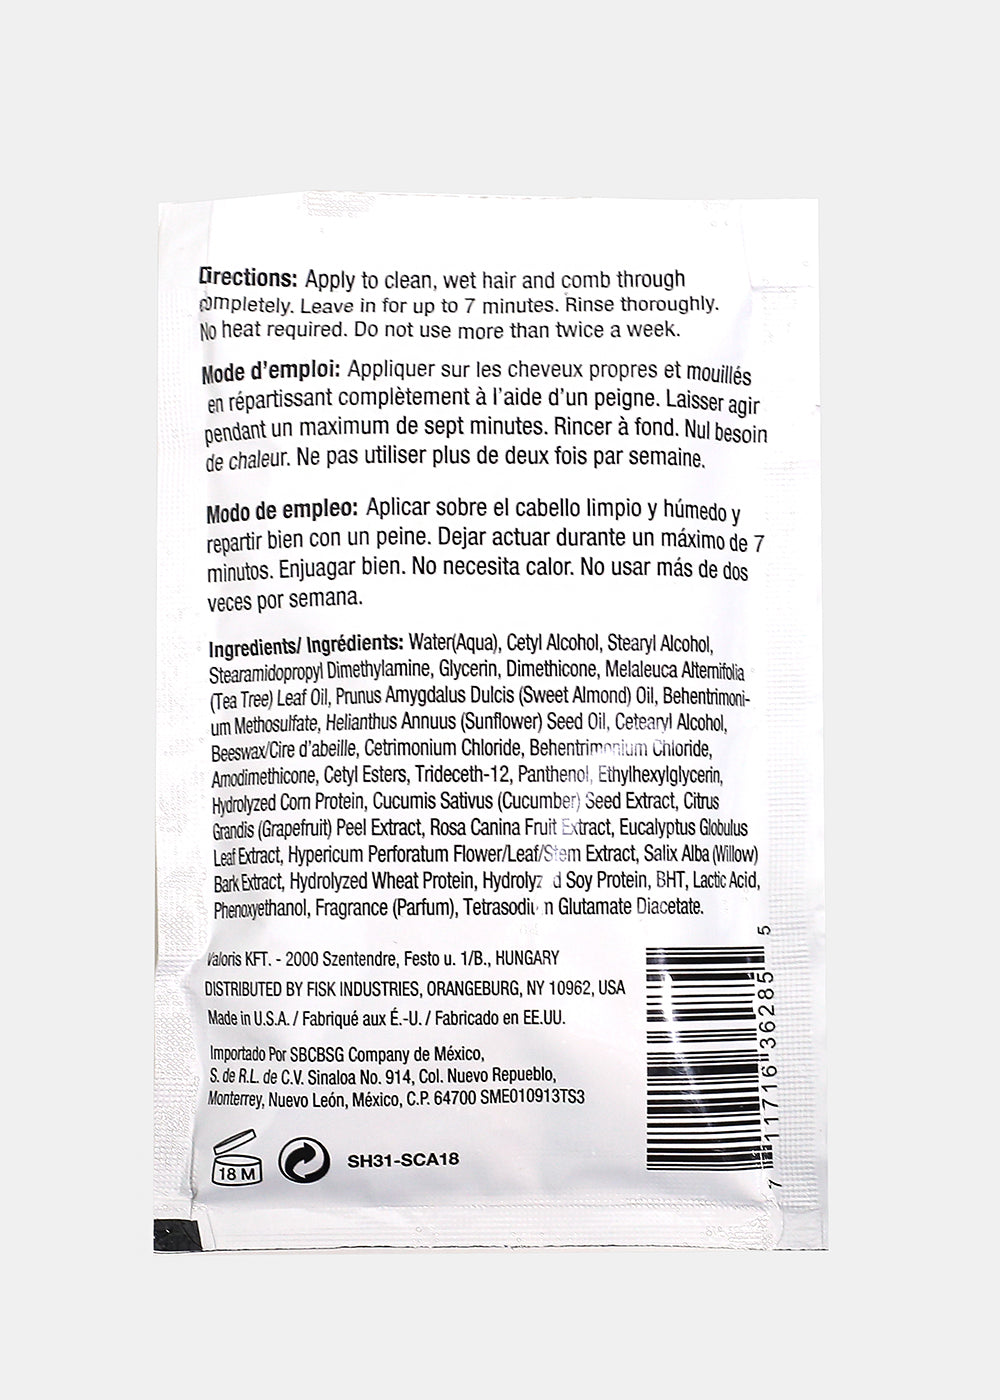 Directions: Apply to clean, wet hair and comb through
completely. Leave in for up to 7 minutes. Rinse thoroughly.
No heat required. Do not use more than twice a week.
Mode d'emploi: Appliquer sur les cheveux propres et mouillés
en répartissant complètement à l'aide d'un peigne. Laisser agir
pendant un maximum de sept minutes. Rincer à fond. Nul besoin
de chaleur. Ne pas utiliser plus de deux fois par semaine.
Modo de empleo: Aplicar sobre el cabello limpio y húmedo y
repartir bien con un peine. Dejar actuar durante un máximo de 7
minutos. Enjuagar bien. No necesita calor. No usar más de dos
veces por semana.
Ingredients/ Ingrédients: Water(Aqua), Cetyl Alcohol, Stearyl Alcohol,
Stearamidopropyl Dimethylamine, Glycerin, Dimethicone, Melaleuca Alternifolia
(Tea Tree) Leaf Oil, Prunus Amygdalus Dulcis (Sweet Almond) Oil, Behentrimoni-
um Methosulfate, Helianthus Annuus (Sunflower) Seed Oil, Cetearyl Alcohol,
Beeswax/Cire d'abeille, Cetrimonium Chloride, Behentrimonium Chloride,
Amodimethicone, Cetyl Esters, Trideceth-12, Panthenol, Ethylhexylglycerin,
Hydrolyzed Corn Protein, Cucumis Sativus (Cucumber) Seed Extract, Citrus
Grandis (Grapefruit) Peel Extract, Rosa Canina Fruit Extract, Eucalyptus Globulus
Leaf Extract, Hypericum Perforatum Flower/Leaf/Stem Extract, Salix Alba (Willow)
Bark Extract, Hydrolyzed Wheat Protein, Hydrolyzed Soy Protein, BHT, Lactic Acid,
Phenoxyethanol, Fragrance (Parfum), Tetrasodium Glutamate Diacetate.
Valoris KFT. - 2000 Szentendre, Festo u. 1/B., HUNGARY
DISTRIBUTED BY FISK INDUSTRIES, ORANGEBURG, NY 10962, USA
Made in U.S.A. / Fabriqué aux É.-U. / Fabricado en EE.UU.
Importado Por SBCBSG Company de México,
S. de R.L. de C.V. Sinaloa No. 914, Col. Nuevo Repueblo,
Monterrey, Nuevo León, México, C.P. 64700 SME010913TS3
18 M
SH31-SCA18
7 11716 36285 5